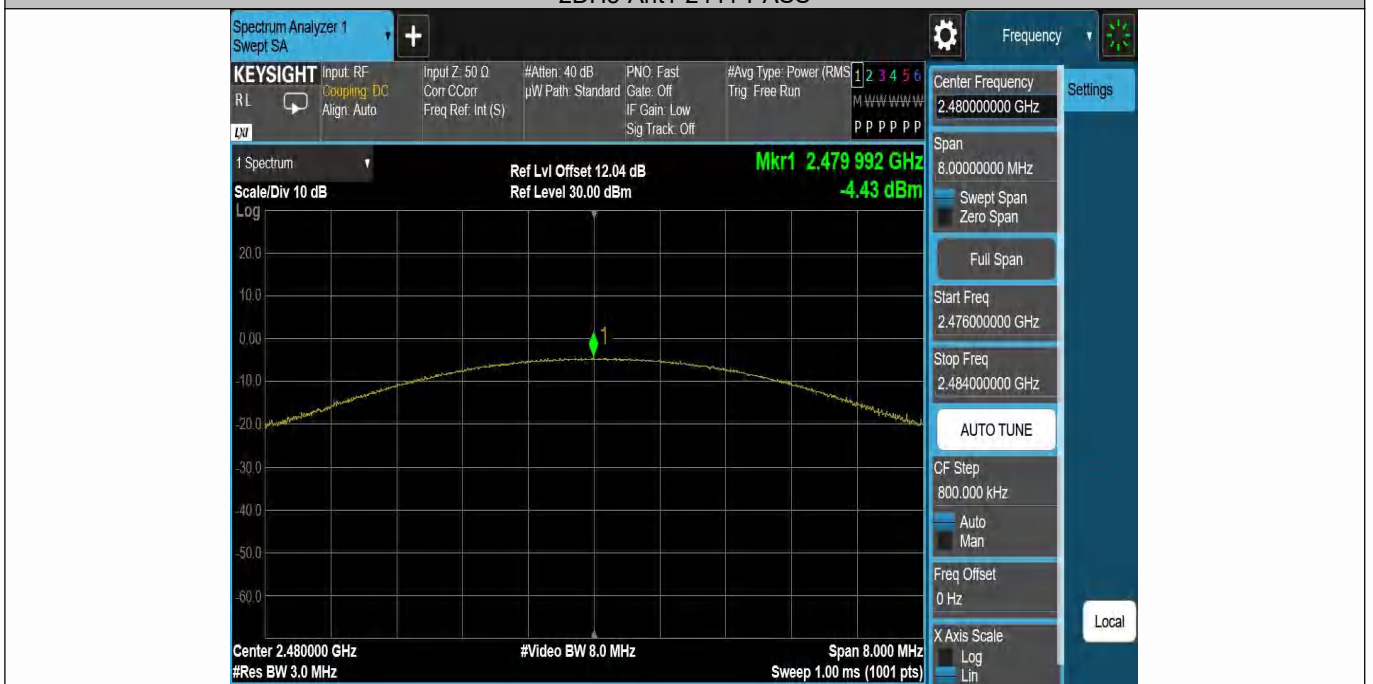 Spectrum Analyzer 1
Swept SA
+
Frequency
KEYSIGHT
RL
LXI
Input: RF
Coupling: DC
Align: Auto
Input Z: 50 Ω
Corr CCorr
Freq Ref: Int (S)
#Atten: 40 dB
µW Path: Standard
PNO: Fast
Gate: Off
IF Gain: Low
Sig Track: Off
#Avg Type: Power (RMS
Trig: Free Run
1 2 3 4 5 6
M W W W W W
P P P P P P
Center Frequency
2.480000000 GHz
Settings
Span
8.00000000 MHz
Swept Span
Zero Span
Full Span
Start Freq
2.476000000 GHz
Stop Freq
2.484000000 GHz
AUTO TUNE
CF Step
800.000 kHz
Auto
Man
Freq Offset
0 Hz
X Axis Scale
Log
Lin
Local
1 Spectrum
Scale/Div 10 dB
Log
Ref Lvl Offset 12.04 dB
Ref Level 30.00 dBm
Mkr1 2.479 992 GHz
-4.43 dBm
20.0
10.0
0.00
-10.0
-20.0
-30.0
-40.0
-50.0
-60.0
1
Center 2.480000 GHz
#Video BW 8.0 MHz
Span 8.000 MHz
#Res BW 3.0 MHz
Sweep 1.00 ms (1001 pts)